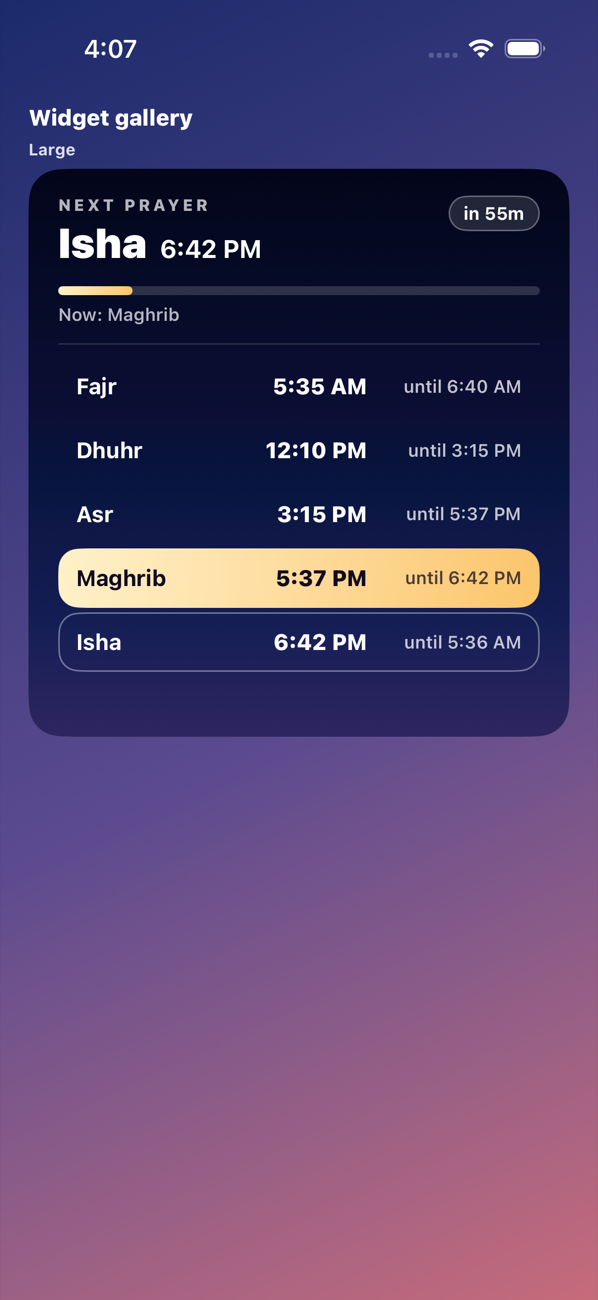 4:07
Widget gallery
Large
NEXT PRAYER
in 55m
Isha 6:42 PM
Now: Maghrib
Fajr 5:35 AM until 6:40 AM
Dhuhr 12:10 PM until 3:15 PM
Asr 3:15 PM until 5:37 PM
Maghrib 5:37 PM until 6:42 PM
Isha 6:42 PM until 5:36 AM